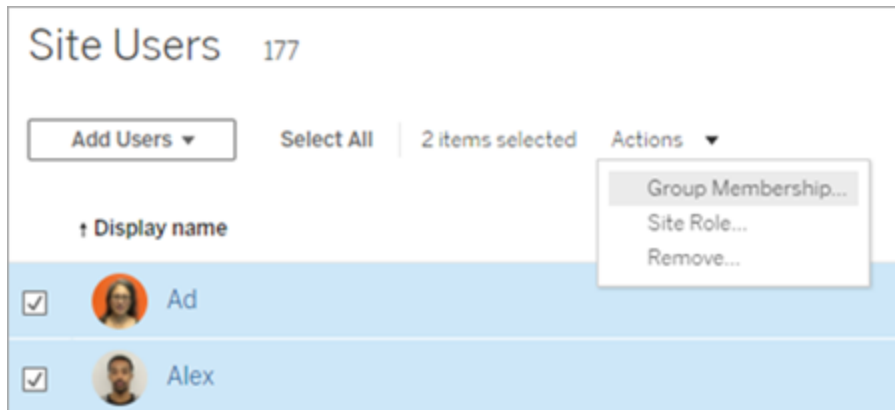 Site Users 177
Add Users ▾ Select All 2 items selected Actions ▾
Group Membership...
Site Role...
Remove...
↑ Display name
Ad
Alex